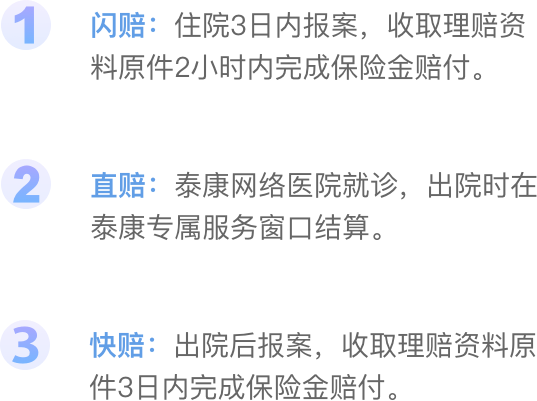 1 闪赔：住院3日内报案，收取理赔资
料原件2小时内完成保险金赔付。
2 直赔：泰康网络医院就诊，出院时在
泰康专属服务窗口结算。
3 快赔：出院后报案，收取理赔资料原
件3日内完成保险金赔付。